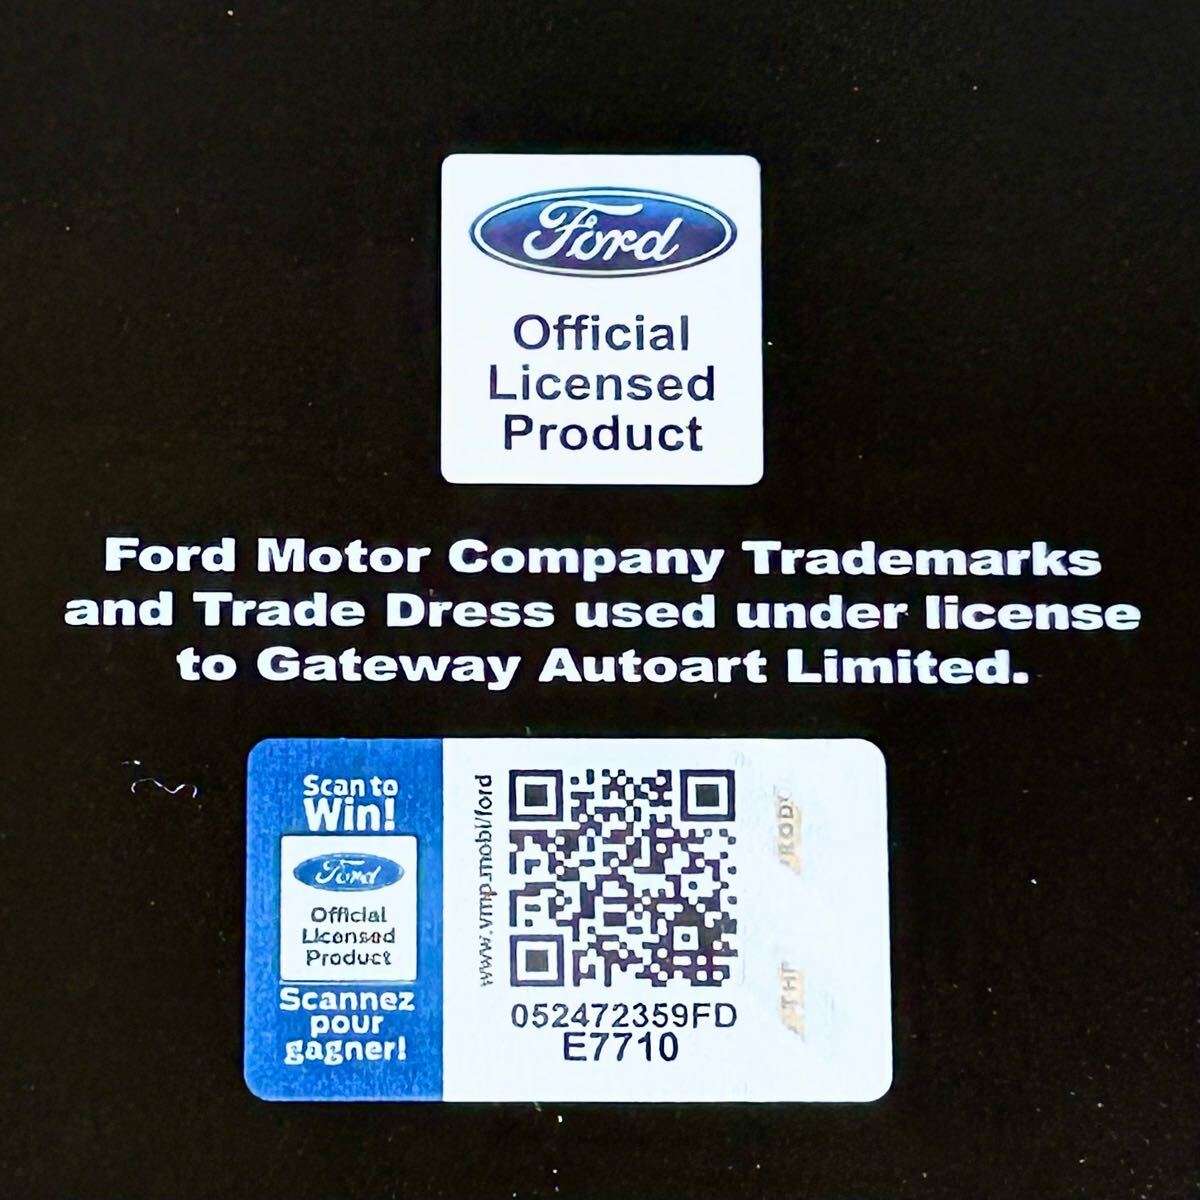 Ford
Official
Licensed
Product
Ford Motor Company Trademarks
and Trade Dress used under license
to Gateway Autoart Limited.
Scan to
Win!
Ford
Official
Licensed
Product
Scannez
pour
gagner!
www.vmp.mobi/ford
052472359FD
E7710